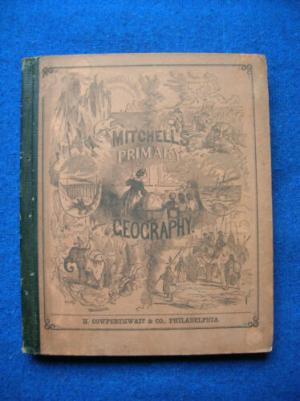 MITCHELL'S
PRIMARY
GEOGRAPHY.
H. COWPERTHWAIT & CO., PHILADELPHIA.